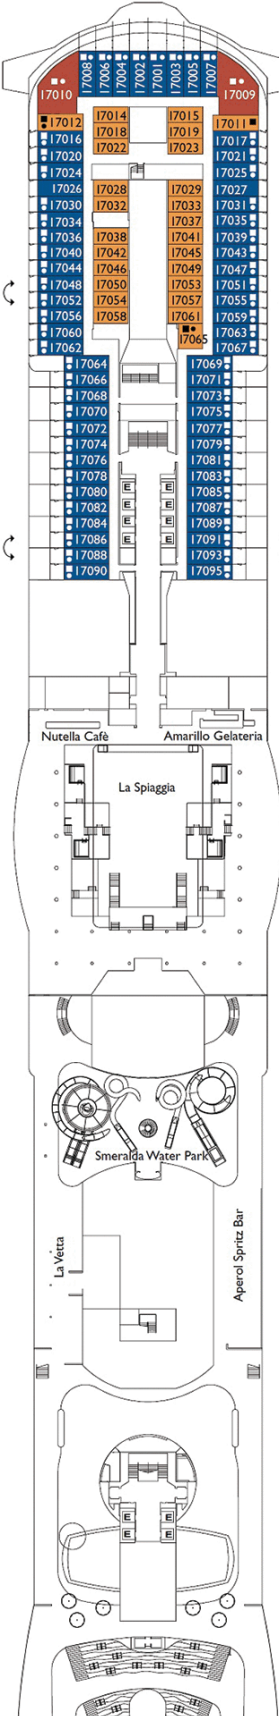 17008 17006 17004 17002 17001 17003 17005 17007
17010 17009
17012 17014 17015 17011
17016 17018 17019 17017
17020 17022 17023 17021
17024 17025
17026 17028 17029 17027
17030 17032 17033 17031
17034 17037 17035
17036 17038 17041 17039
17040 17042 17045 17043
17044 17046 17049 17047
17048 17050 17053 17051
17052 17054 17057 17055
17056 17058 17061 17059
17060 17065 17063
17062 17067
17064 17069
17066 17071
17068 17073
17070 17075
17072 17077
17074 17079
17076 17081
17078 17083
17080 17085
17082 17087
17084 17089
17086 17091
17088 17093
17090 17095
E E
E E
E E
E E
Nutella Cafè Amarillo Gelateria
La Spiaggia
Smeralda Water Park
La Vetta
Aperol Spritz Bar
E E
E E